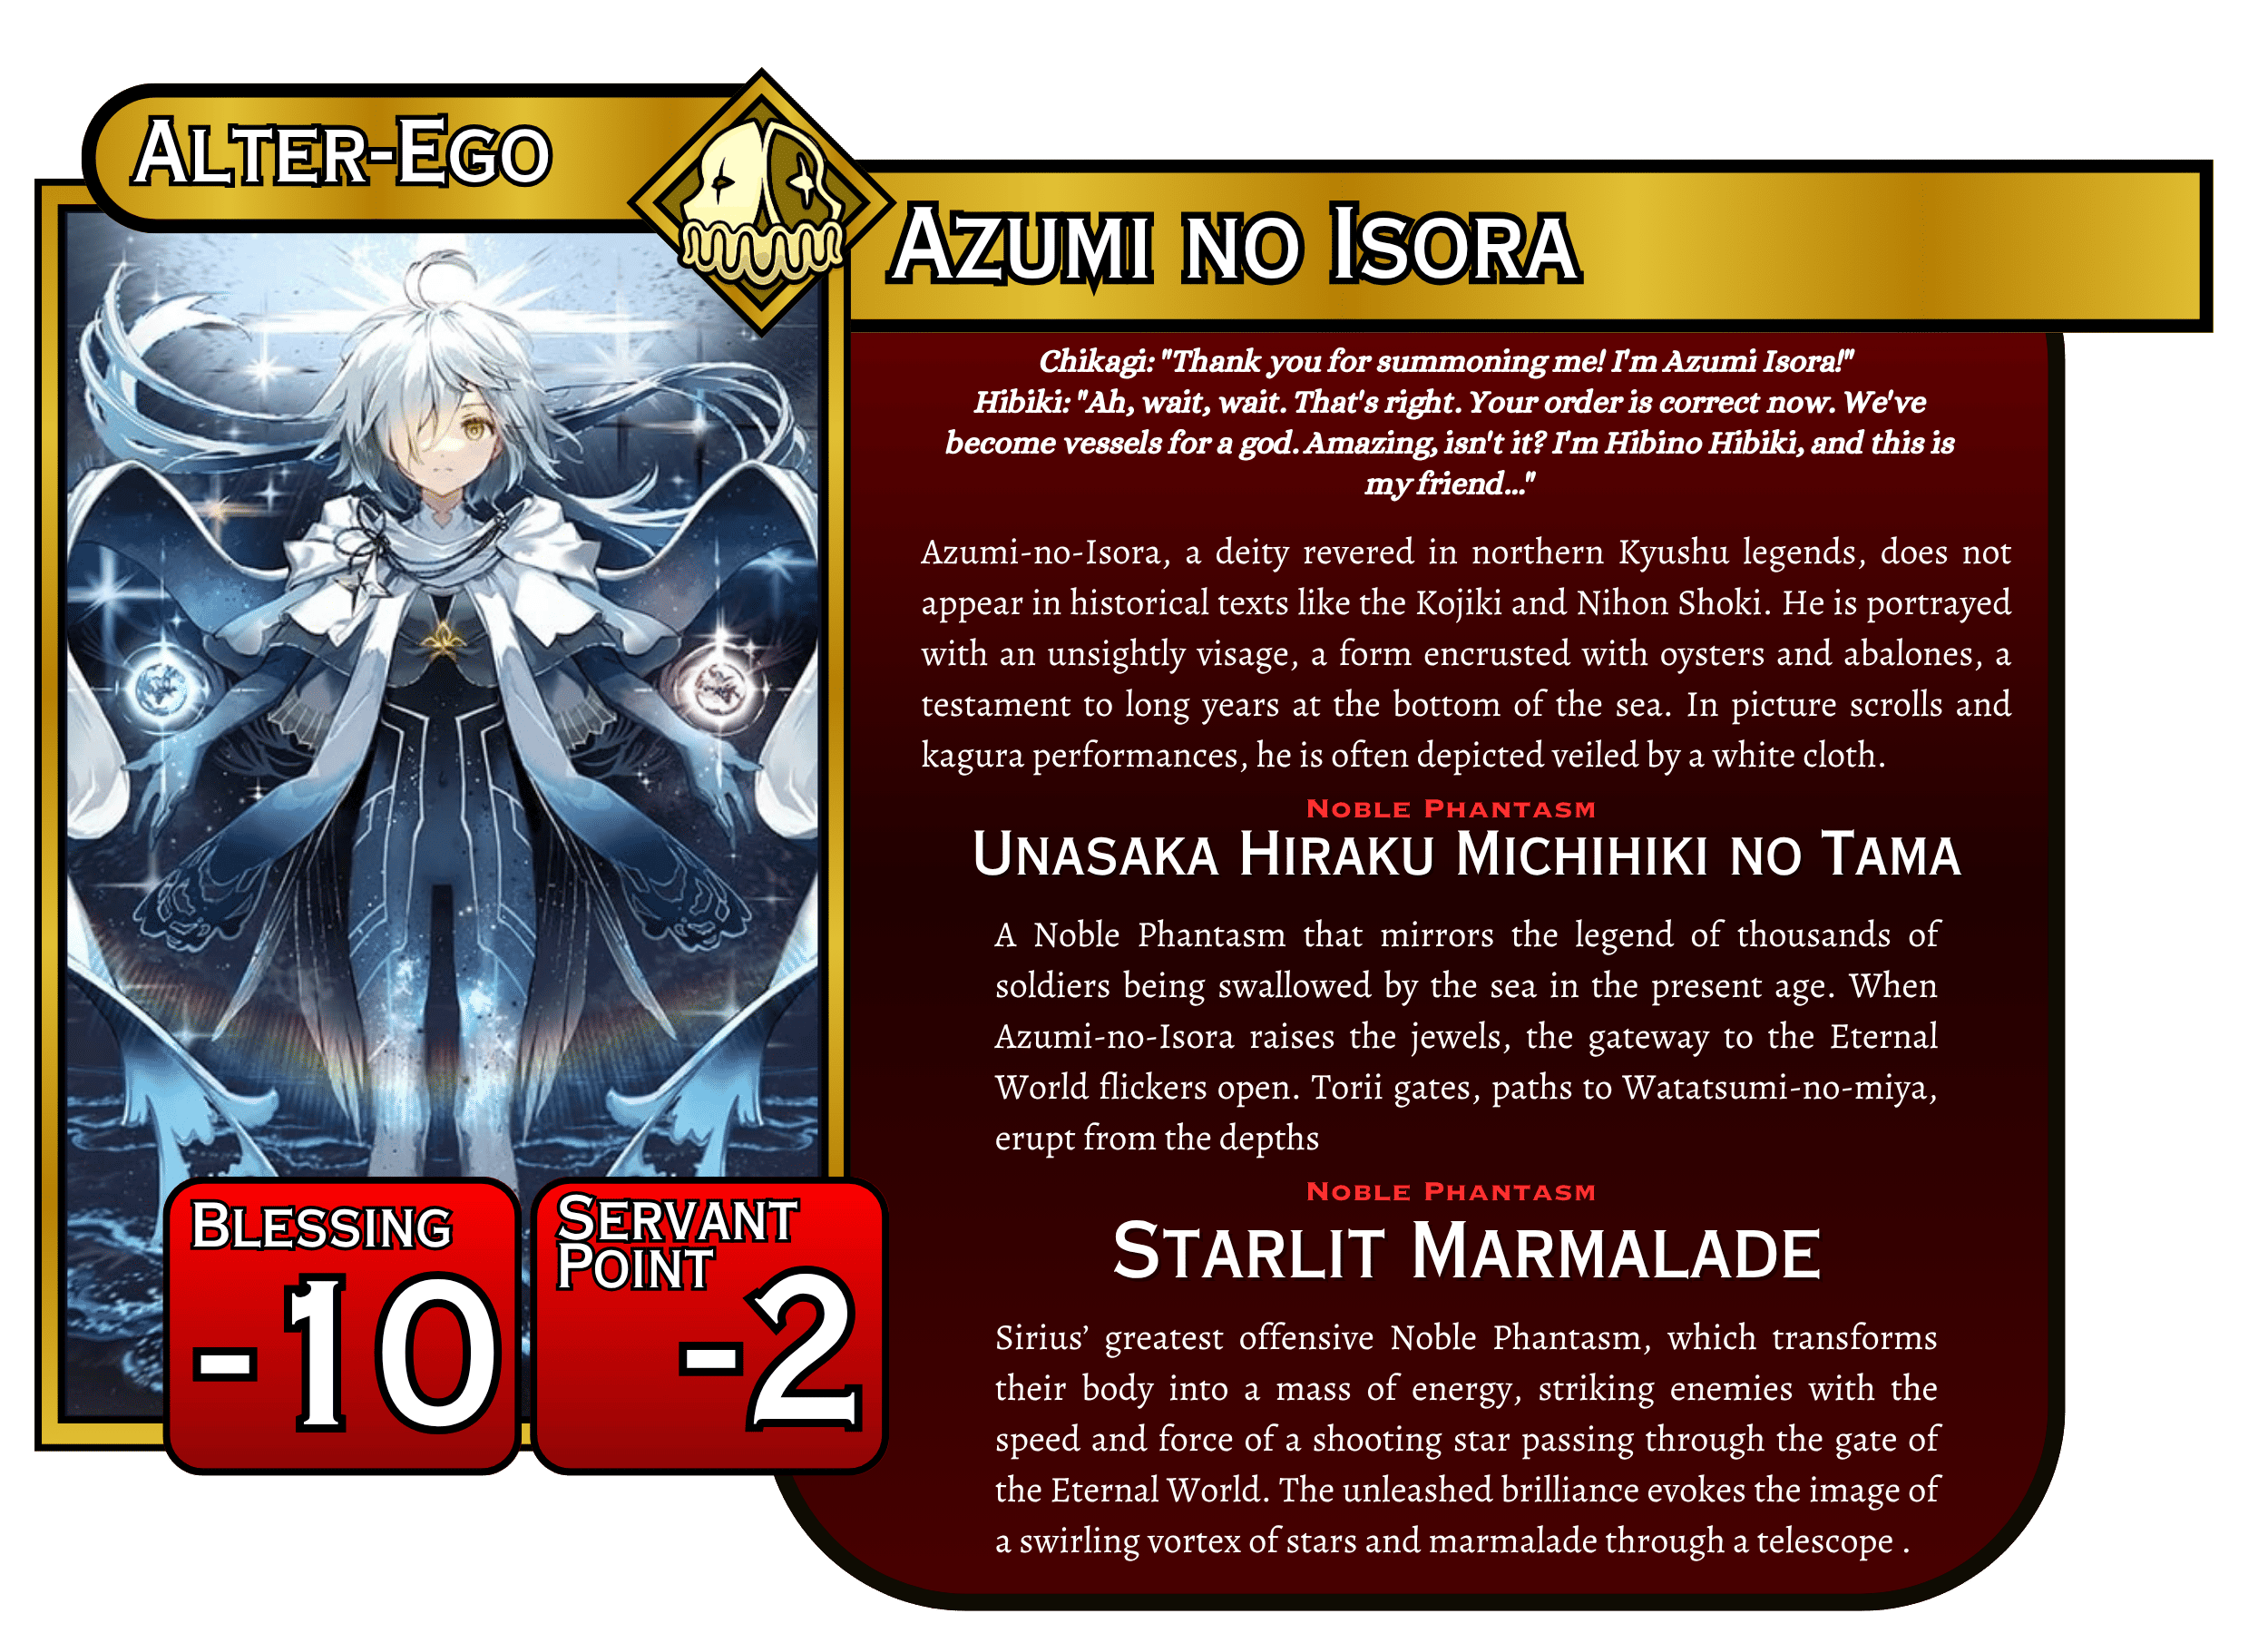 Alter-Ego
Azumi no Isora
Chikagi: "Thank you for summoning me! I'm Azumi Isora!"
Hibiki: "Ah, wait, wait. That's right. Your order is correct now. We've
become vessels for a god. Amazing, isn't it? I'm Hibino Hibiki, and this is
my friend..."
Azumi-no-Isora, a deity revered in northern Kyushu legends, does not
appear in historical texts like the Kojiki and Nihon Shoki. He is portrayed
with an unsightly visage, a form encrusted with oysters and abalones, a
testament to long years at the bottom of the sea. In picture scrolls and
kagura performances, he is often depicted veiled by a white cloth.
Noble Phantasm
Unasaka Hiraku Michihiki no Tama
A Noble Phantasm that mirrors the legend of thousands of
soldiers being swallowed by the sea in the present age. When
Azumi-no-Isora raises the jewels, the gateway to the Eternal
World flickers open. Torii gates, paths to Watatsumi-no-miya,
erupt from the depths
Noble Phantasm
Starlit Marmalade
Sirius’ greatest offensive Noble Phantasm, which transforms
their body into a mass of energy, striking enemies with the
speed and force of a shooting star passing through the gate of
the Eternal World. The unleashed brilliance evokes the image of
a swirling vortex of stars and marmalade through a telescope .
Blessing
-10
Servant
Point
-2